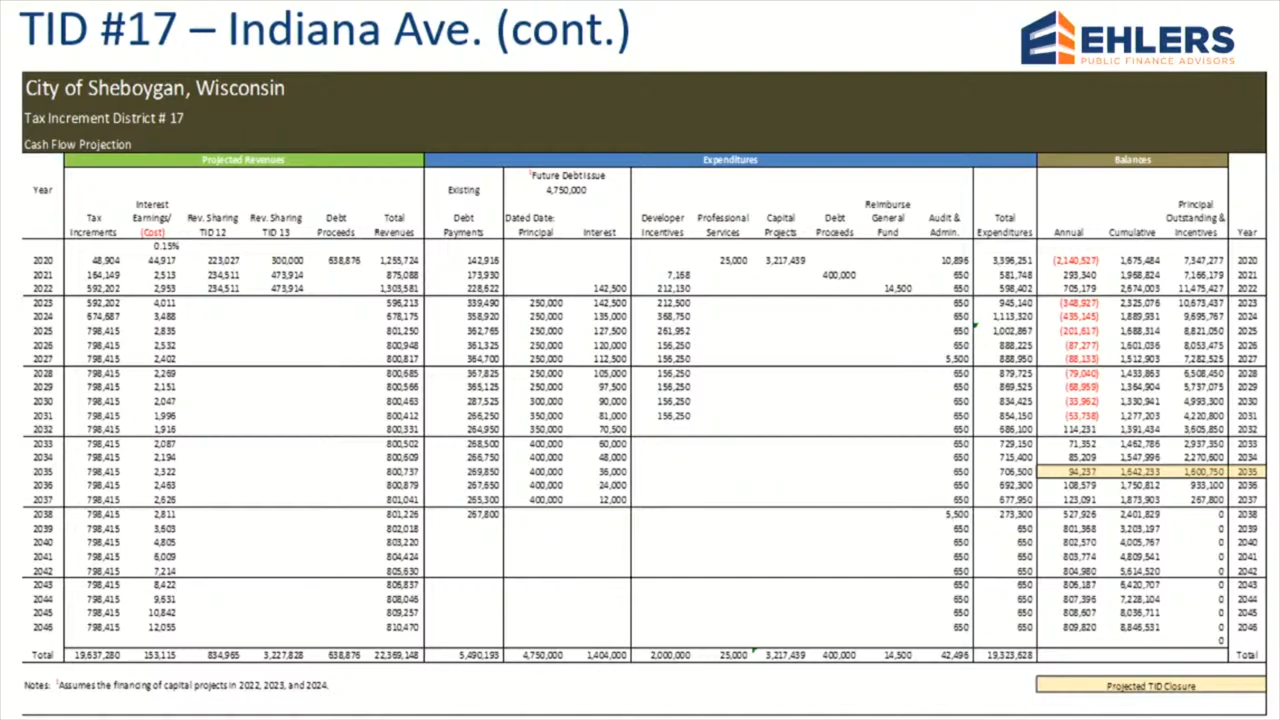 TID #17 – Indiana Ave. (cont.)
EHLERS
PUBLIC FINANCE ADVISORS
City of Sheboygan, Wisconsin
Tax Increment District # 17
Cash Flow Projection
Projected Revenues Expenditures Balances
¹Future Debt Issue
Year Existing 4,750,000
Interest Reimburse Principal
Tax Earnings/ Rev. Sharing Rev. Sharing Debt Total Debt Dated Date: Developer Professional Capital Debt General Audit & Total Outstanding &
Increments (Cost) TID 12 TID 13 Proceeds Revenues Payments Principal Interest Incentives Services Projects Proceeds Fund Admin. Expenditures Annual Cumulative Incentives Year
0.15%
2020 48,904 44,917 223,027 300,000 638,876 1,255,724 142,916 25,000 3,217,439 10,896 3,396,251 (2,140,527) 1,675,484 7,347,277 2020
2021 164,149 2,513 234,511 473,914 875,088 173,930 7,168 400,000 650 581,748 293,340 1,968,824 7,166,179 2021
2022 592,202 2,953 234,511 473,914 1,303,581 228,622 142,500 212,130 14,500 650 598,402 705,179 2,674,003 11,475,427 2022
2023 592,202 4,011 596,213 339,490 250,000 142,500 212,500 650 945,140 (348,927) 2,325,076 10,673,437 2023
2024 674,687 3,488 678,175 358,920 250,000 135,000 368,750 650 1,113,320 (435,145) 1,889,931 9,695,767 2024
2025 798,415 2,835 801,250 362,765 250,000 127,500 261,952 650 1,002,867 (201,617) 1,688,314 8,821,050 2025
2026 798,415 2,532 800,948 361,325 250,000 120,000 156,250 650 888,225 (87,277) 1,601,036 8,053,475 2026
2027 798,415 2,402 800,817 364,700 250,000 112,500 156,250 5,500 888,950 (88,133) 1,512,903 7,282,525 2027
2028 798,415 2,269 800,685 367,825 250,000 105,000 156,250 650 879,725 (79,040) 1,433,863 6,508,450 2028
2029 798,415 2,151 800,566 365,125 250,000 97,500 156,250 650 869,525 (68,959) 1,364,904 5,737,075 2029
2030 798,415 2,047 800,463 287,525 300,000 90,000 156,250 650 834,425 (33,962) 1,330,941 4,993,300 2030
2031 798,415 1,996 800,412 266,250 350,000 81,000 156,250 650 854,150 (53,738) 1,277,203 4,220,800 2031
2032 798,415 1,916 800,331 264,950 350,000 70,500 650 686,100 114,231 1,391,434 3,605,850 2032
2033 798,415 2,087 800,502 268,500 400,000 60,000 650 729,150 71,352 1,462,786 2,937,350 2033
2034 798,415 2,194 800,609 266,750 400,000 48,000 650 715,400 85,209 1,547,996 2,270,600 2034
2035 798,415 2,322 800,737 269,850 400,000 36,000 650 706,500 94,237 1,642,233 1,600,750 2035
2036 798,415 2,463 800,879 267,650 400,000 24,000 650 692,300 108,579 1,750,812 933,100 2036
2037 798,415 2,626 801,041 265,300 400,000 12,000 650 677,950 123,091 1,873,903 267,800 2037
2038 798,415 2,811 801,226 267,800 5,500 273,300 527,926 2,401,829 0 2038
2039 798,415 3,603 802,018 650 650 801,368 3,203,197 0 2039
2040 798,415 4,805 803,220 650 650 802,570 4,005,767 0 2040
2041 798,415 6,009 804,424 650 650 803,774 4,809,541 0 2041
2042 798,415 7,214 805,630 650 650 804,980 5,614,520 0 2042
2043 798,415 8,422 806,837 650 650 806,187 6,420,707 0 2043
2044 798,415 9,631 808,046 650 650 807,396 7,228,104 0 2044
2045 798,415 10,842 809,257 650 650 808,607 8,036,711 0 2045
2046 798,415 12,055 810,470 650 650 809,820 8,846,531 0 2046
0
Total 19,637,280 153,115 834,965 3,227,828 638,876 22,369,148 5,490,193 4,750,000 1,404,000 2,000,000 25,000 3,217,439 400,000 14,500 42,496 19,323,628 Total
Notes: ¹Assumes the financing of capital projects in 2022, 2023, and 2024.
Projected TID Closure